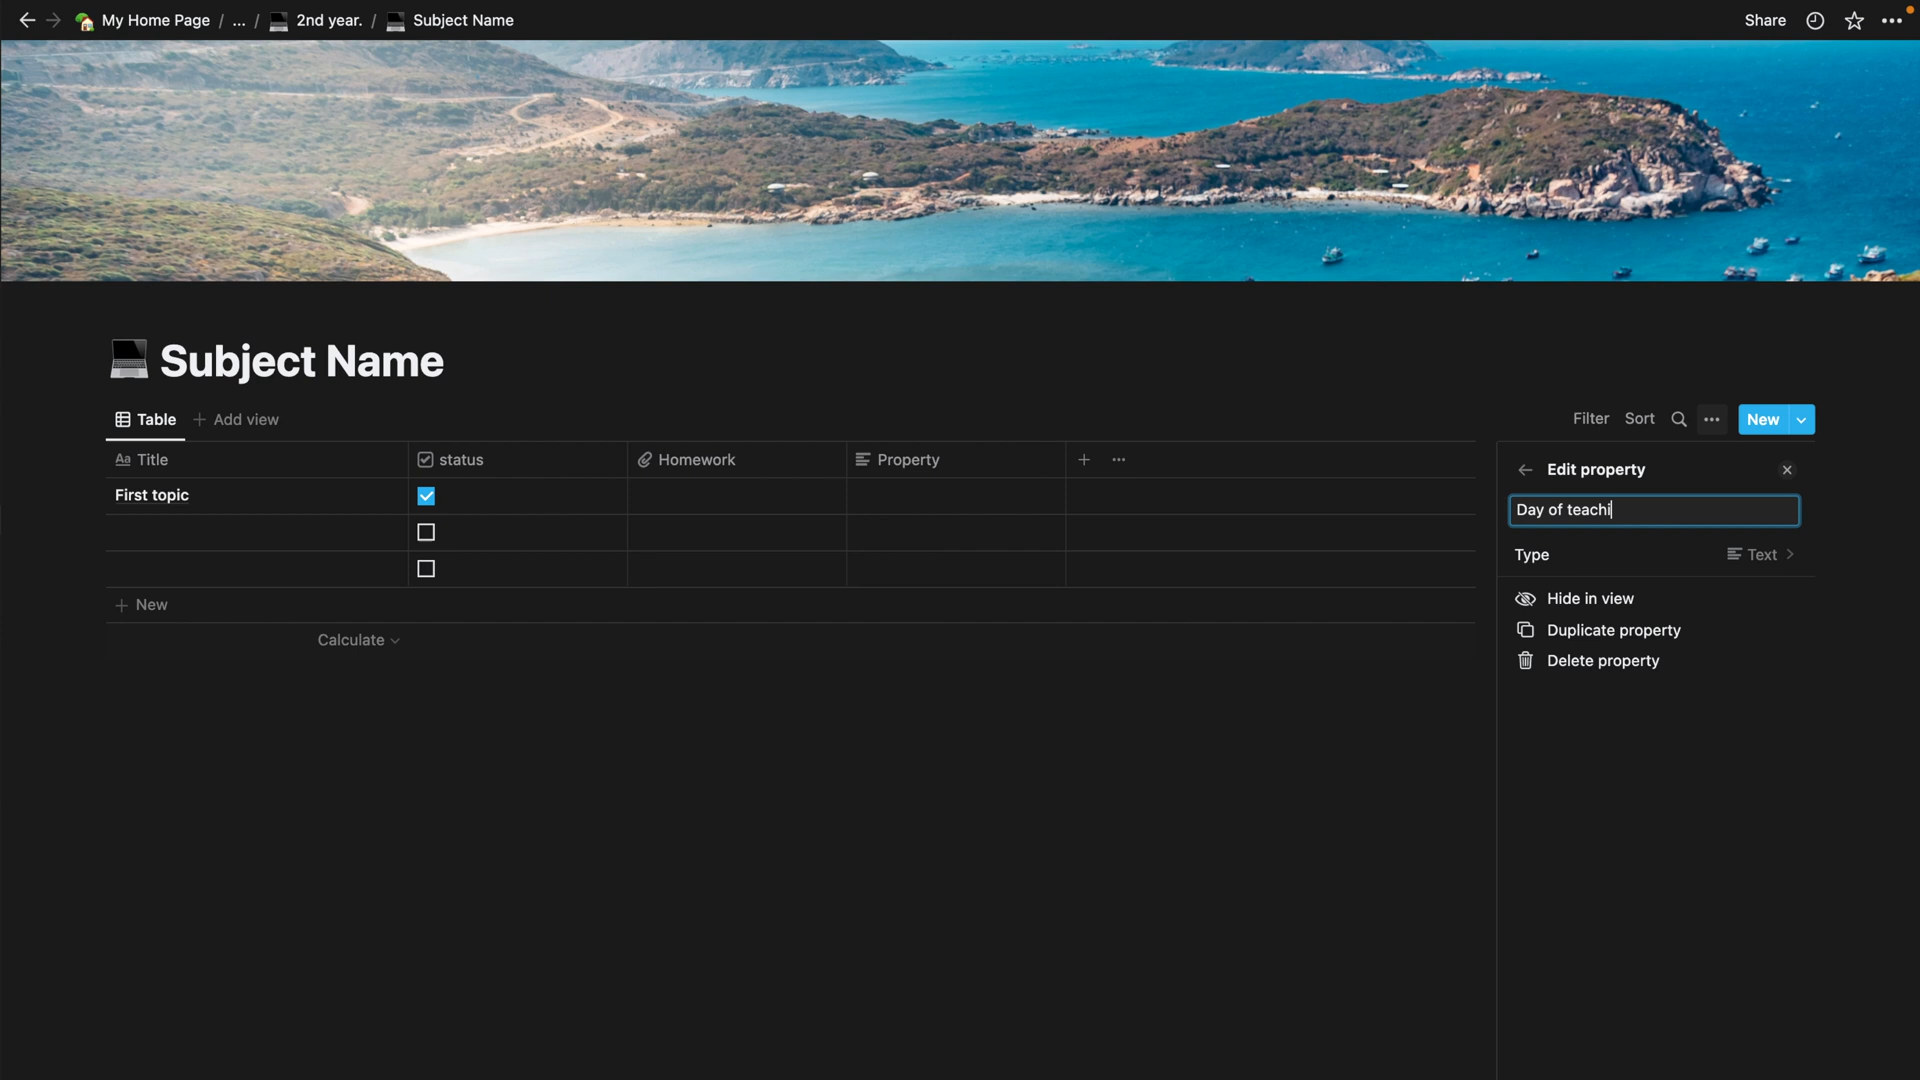 My Home Page / ... / 2nd year. / Subject Name
Share
Subject Name
Table
Add view
Filter
Sort
New
Aa Title
status
Homework
Property
Edit property
First topic
Day of teachi
Type
Text
Hide in view
New
Duplicate property
Calculate
Delete property